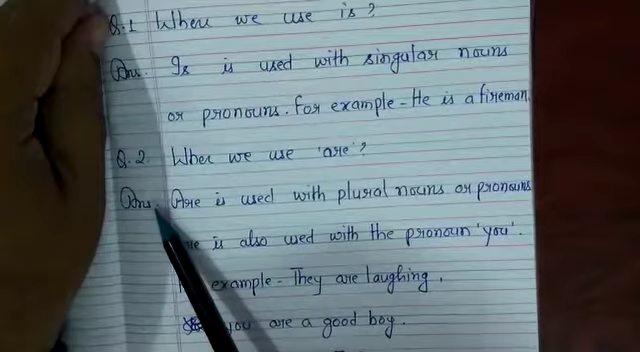 Q.1 When we use is?
Ans. Is is used with singular nouns
or pronouns. For example - He is a fireman.
Q.2. When we use 'are'?
Ans. Are is used with plural nouns or pronouns
is also used with the pronoun 'you'.
example - They are laughing.
you are a good boy.